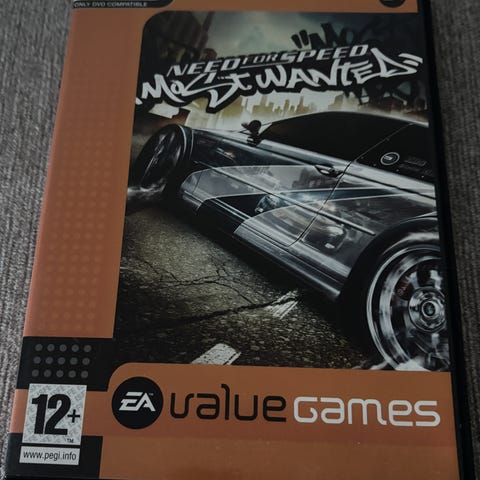 ONLY DVD COMPATIBLE
NEED FOR SPEED
MOST WANTED
EA value GAMES
12+
www.pegi.info